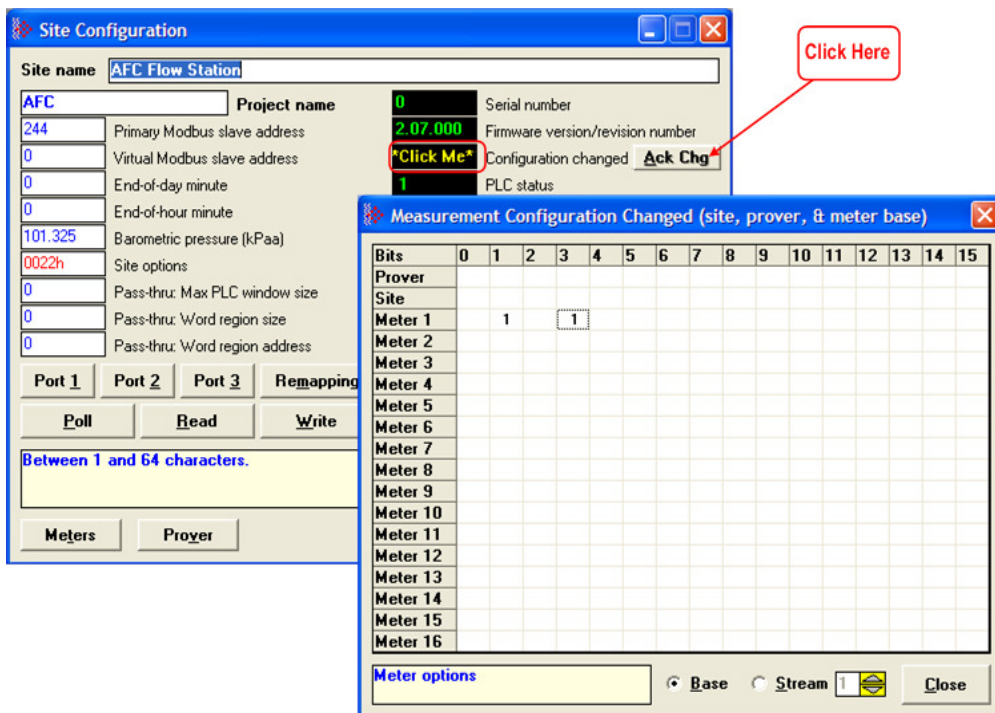 Site Configuration
Click Here
Site name AFC Flow Station
AFC Project name 0 Serial number
244 Primary Modbus slave address 2.07.000 Firmware version/revision number
0 Virtual Modbus slave address *Click Me* Configuration changed Ack Chg
0 End-of-day minute 1 PLC status
0 End-of-hour minute
101.325 Barometric pressure (kPaa)
0022h Site options
0 Pass-thru: Max PLC window size
0 Pass-thru: Word region size
0 Pass-thru: Word region address
Port 1 Port 2 Port 3 Remapping
Poll Read Write
Between 1 and 64 characters.
Meters Prover
Measurement Configuration Changed (site, prover, & meter base)
Bits 0 1 2 3 4 5 6 7 8 9 10 11 12 13 14 15
Prover
Site
Meter 1 1 1
Meter 2
Meter 3
Meter 4
Meter 5
Meter 6
Meter 7
Meter 8
Meter 9
Meter 10
Meter 11
Meter 12
Meter 13
Meter 14
Meter 15
Meter 16
Meter options Base Stream 1 Close